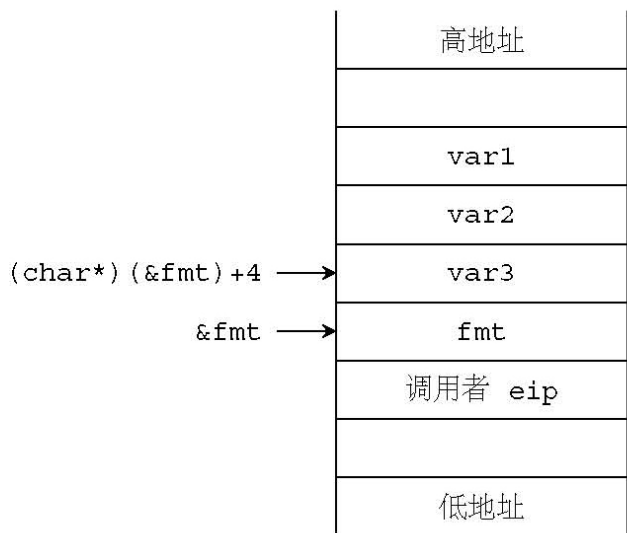 高地址
var1
var2
(char*)(&fmt)+4
var3
&fmt
fmt
调用者 eip
低地址